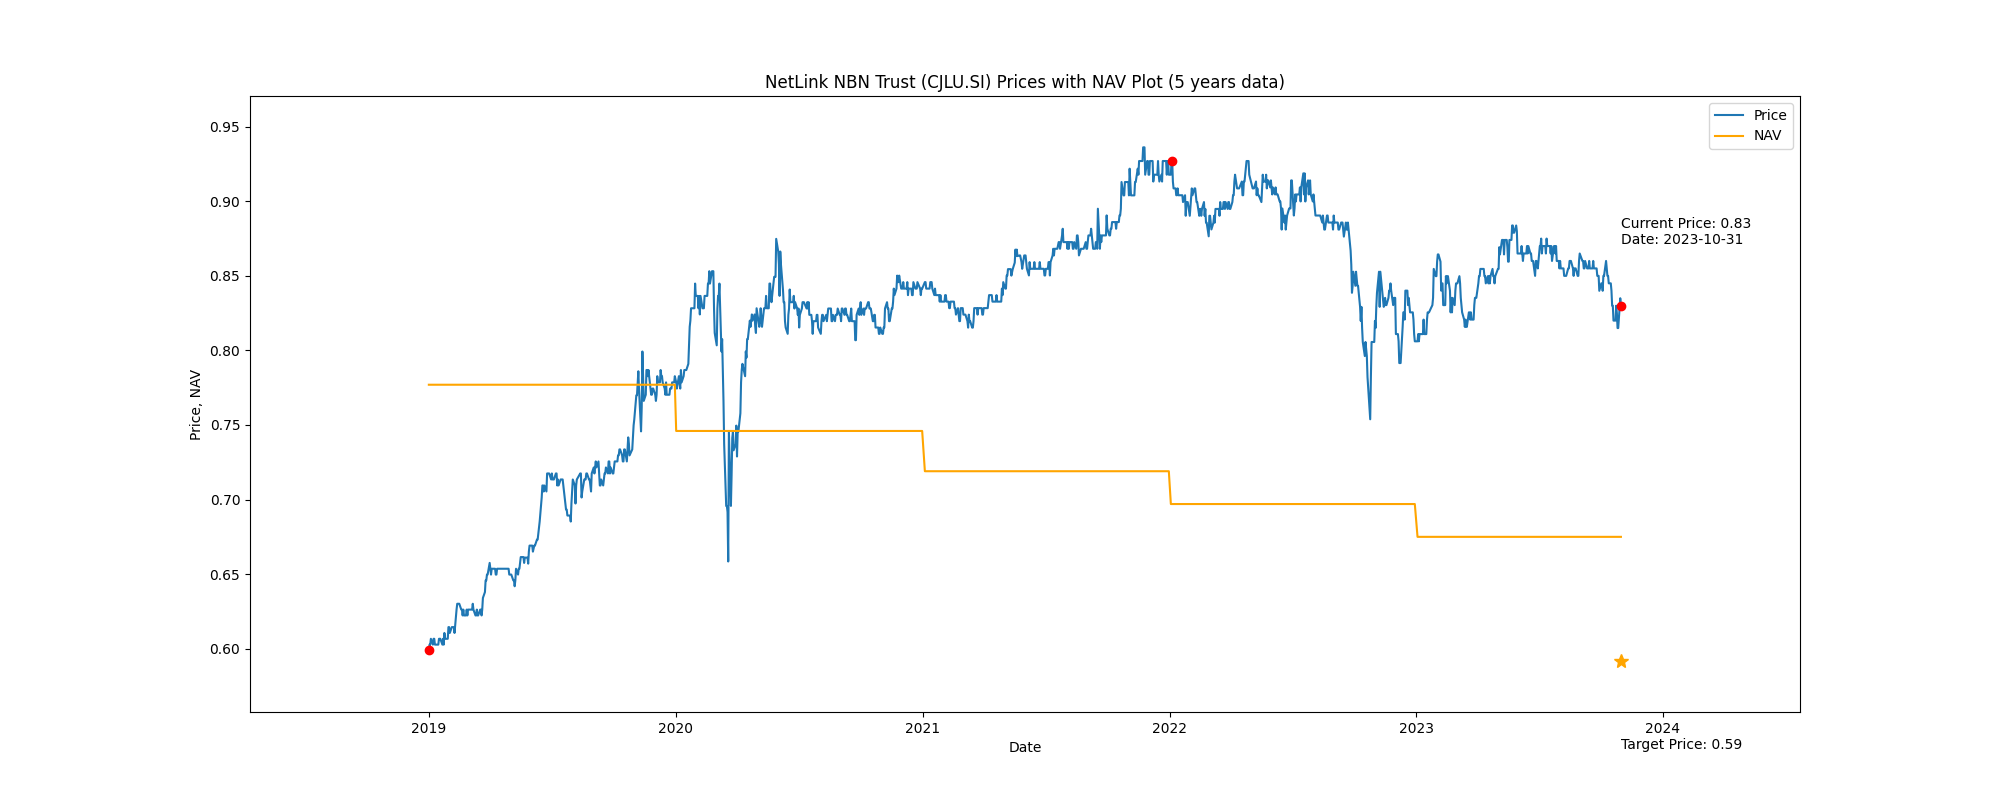 NetLink NBN Trust (CJLU.SI) Prices with NAV Plot (5 years data)
Price
NAV
Price, NAV
0.95
0.90
0.85
0.80
0.75
0.70
0.65
0.60
Current Price: 0.83
Date: 2023-10-31
2019
2020
2021
2022
2023
2024
Date
Target Price: 0.59